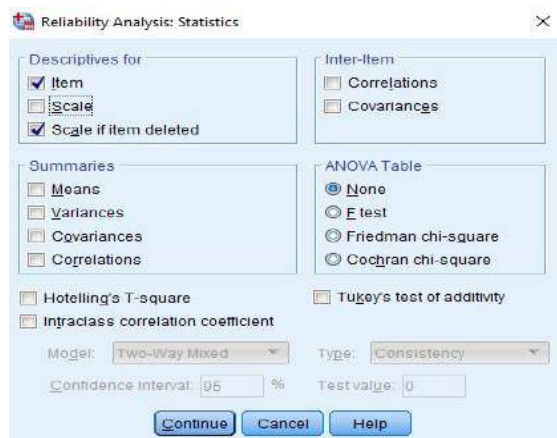 Reliability Analysis: Statistics
Descriptives for
Item
Scale
Scale if item deleted
Inter-Item
Correlations
Covariances
Summaries
Means
Variances
Covariances
Correlations
ANOVA Table
None
F test
Friedman chi-square
Cochran chi-square
Hotelling's T-square
Tukey's test of additivity
Intraclass correlation coefficient
Model: Two-Way Mixed Type: Consistency
Confidence interval: 95 % Test value: 0
Continue Cancel Help